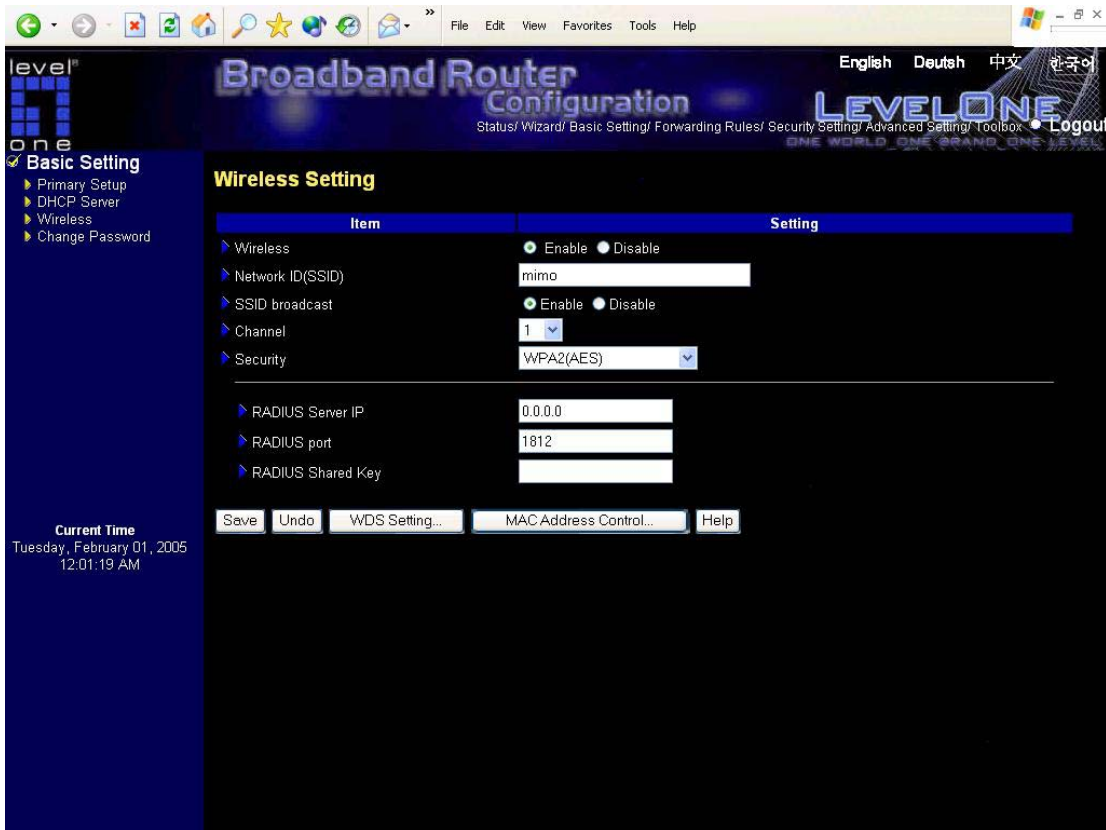 » File Edit View Favorites Tools Help
level®
one
Broadband Router
Configuration
English Deutsh 中文 한국어
LEVELONE
Status/ Wizard/ Basic Setting/ Forwarding Rules/ Security Setting/ Advanced Setting/ Toolbox Logout
ONE WORLD_ONE BRAND_ONE LEVEL
Basic Setting
Primary Setup
DHCP Server
Wireless
Change Password
Current Time
Tuesday, February 01, 2005
12:01:19 AM
Wireless Setting
Item Setting
Wireless Enable Disable
Network ID(SSID) mimo
SSID broadcast Enable Disable
Channel 1
Security WPA2(AES)
RADIUS Server IP 0.0.0.0
RADIUS port 1812
RADIUS Shared Key
Save Undo WDS Setting... MAC Address Control... Help